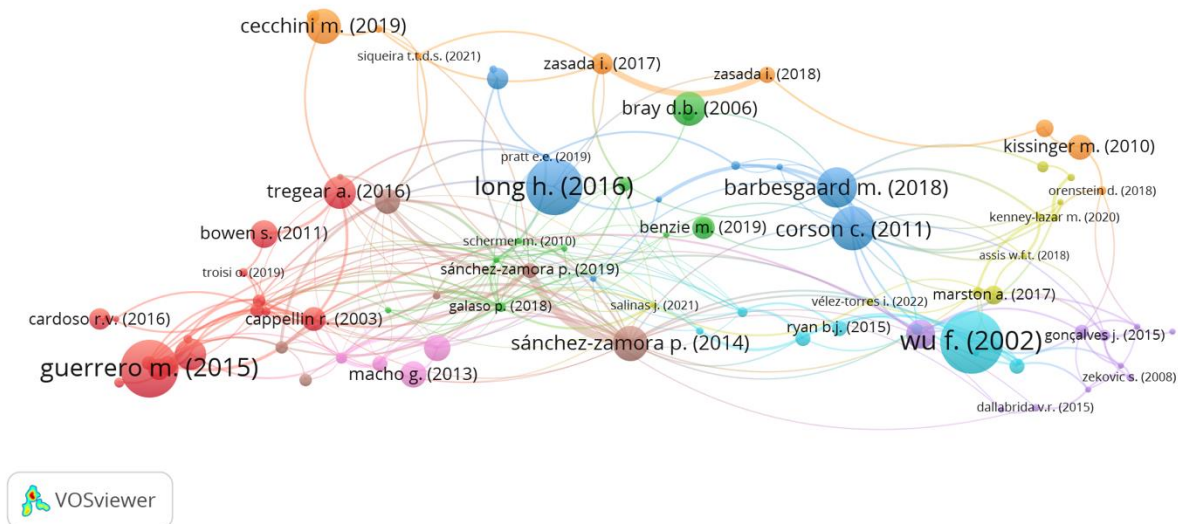 cecchini m. (2019)
siqueira t.t.d.s. (2021)
zasada i. (2017)
zasada i. (2018)
bray d.b. (2006)
kissinger m. (2010)
pratt e.e. (2019)
tregear a. (2016)
long h. (2016)
barbesgaard m. (2018)
orenstein d. (2018)
kenney-lazar m. (2020)
bowen s. (2011)
benzie m. (2019)
corson c. (2011)
schermer m. (2010)
assis w.f.t. (2018)
troisi o. (2019)
sánchez-zamora p. (2019)
marston a. (2017)
galaso p. (2018)
salinas j. (2021)
vélez-torres i. (2022)
cardoso r.v. (2016)
cappellin r. (2003)
ryan b.j. (2015)
gonçalves j. (2015)
sánchez-zamora p. (2014)
wu f. (2002)
guerrero m. (2015)
macho g. (2013)
zekovic s. (2008)
dallabrida v.r. (2015)
VOSviewer